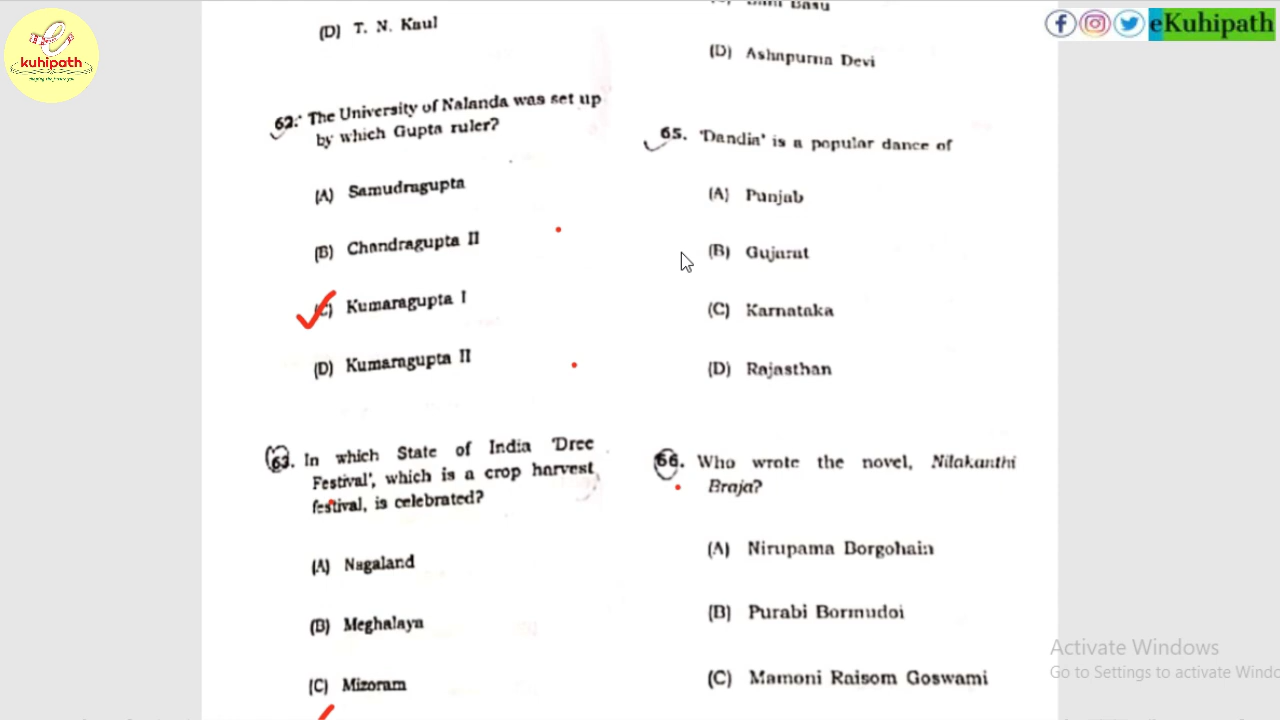 kuhipath
eKuhipath
(D) T. N. Kaul
62. The University of Nalanda was set up
by which Gupta ruler?
(A) Samudragupta
(B) Chandragupta II
(C) Kumaragupta I
(D) Kumaragupta II
63. In which State of India 'Dree
Festival', which is a crop harvest
festival, is celebrated?
(A) Nagaland
(B) Meghalaya
(C) Mizoram
Basu
(D) Ashapurna Devi
65. 'Dandia' is a popular dance of
(A) Punjab
(B) Gujarat
(C) Karnataka
(D) Rajasthan
66. Who wrote the novel, Nilakanthi
Braja?
(A) Nirupama Borgohain
(B) Purabi Bormudoi
(C) Mamoni Raisom Goswami
Activate Windows
Go to Settings to activate